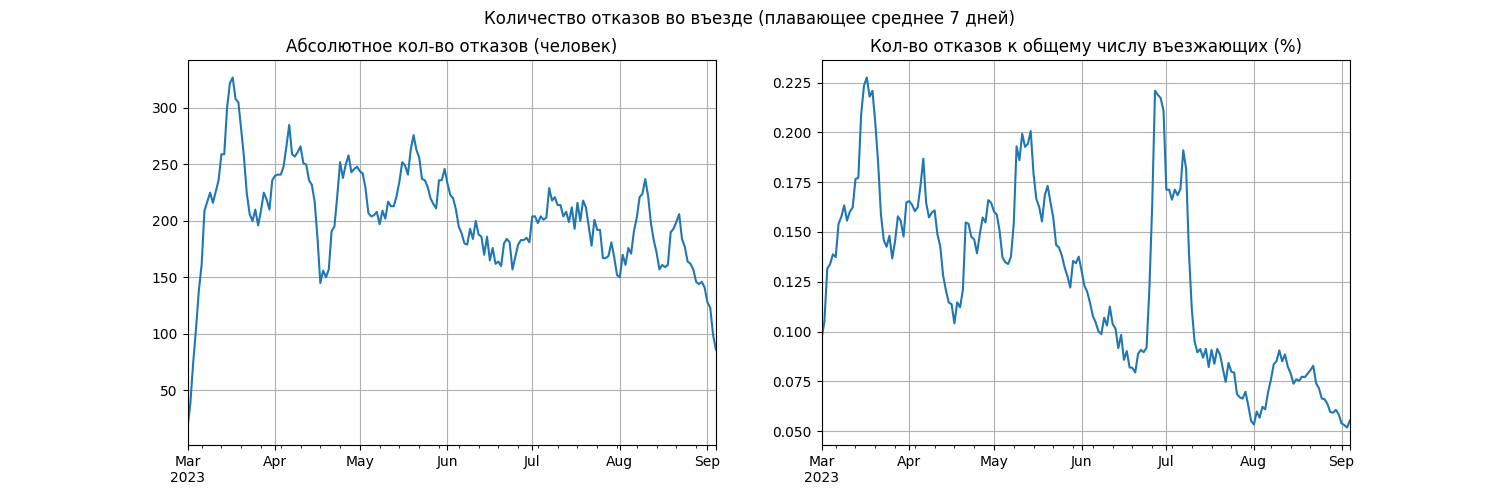 Количество отказов во въезде (плавающее среднее 7 дней)
Абсолютное кол-во отказов (человек)
300
250
200
150
100
50
Mar
2023
Apr
May
Jun
Jul
Aug
Sep
Кол-во отказов к общему числу въезжающих (%)
0.225
0.200
0.175
0.150
0.125
0.100
0.075
0.050
Mar
2023
Apr
May
Jun
Jul
Aug
Sep